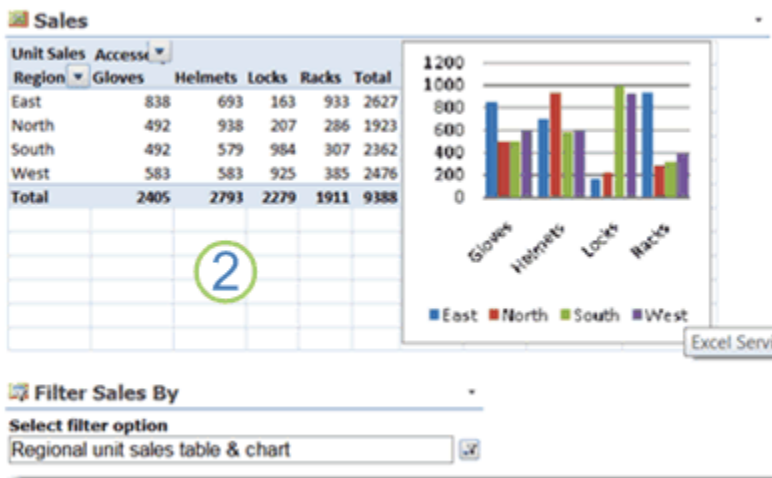 Sales
Unit Sales Accesso
Region Gloves Helmets Locks Racks Total
East 838 693 163 933 2627
North 492 938 207 286 1923
South 492 579 984 307 2362
West 583 583 925 385 2476
Total 2405 2793 2279 1911 9388
2
1200
1000
800
600
400
200
0
Gloves Helmets Locks Racks
East North South West
Excel Servi
Filter Sales By
Select filter option
Regional unit sales table & chart